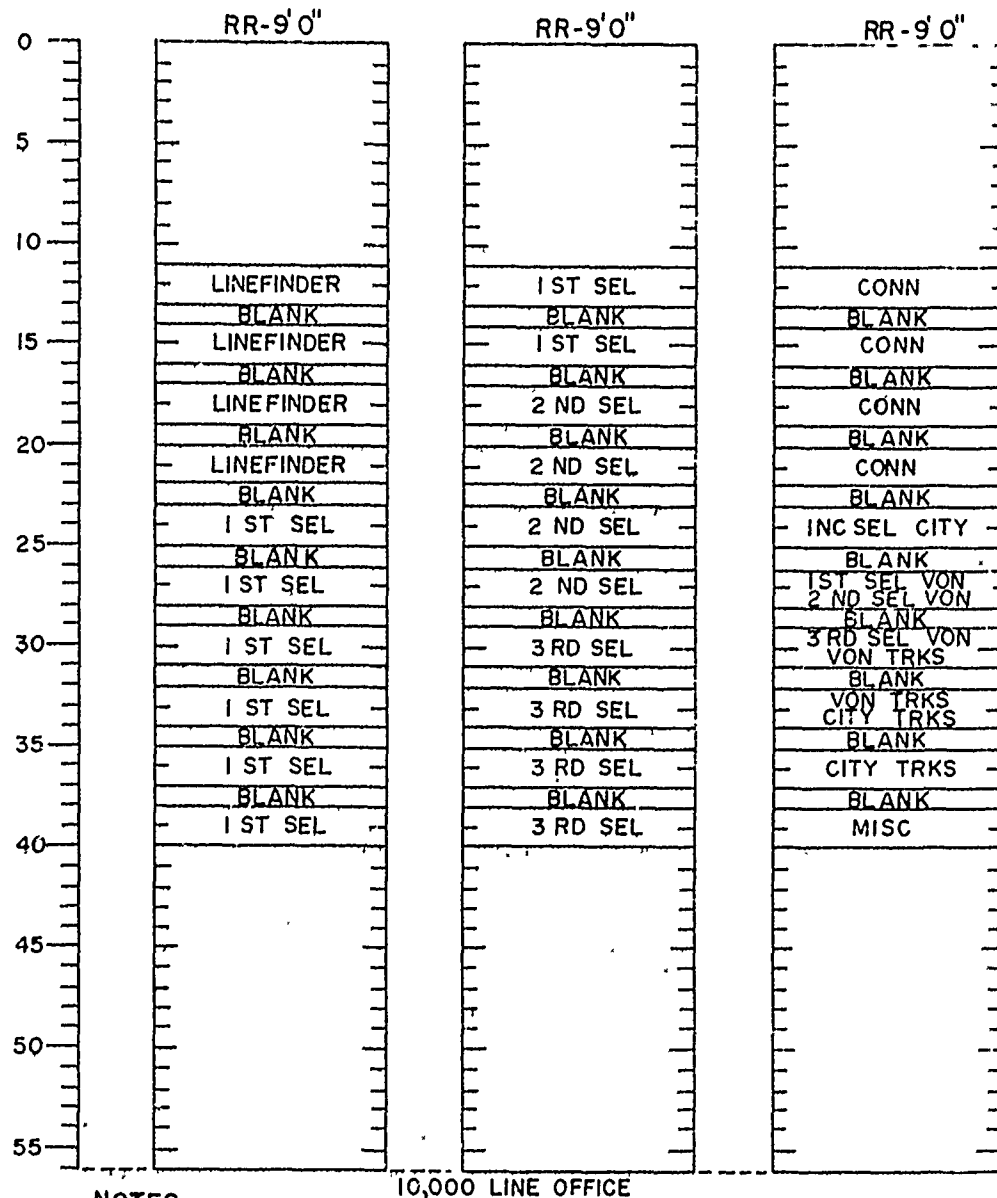 RR-9'0" RR-9'0" RR-9'0"
0
5
10
15
20
25
30
35
40
45
50
55
LINEFINDER
BLANK
LINEFINDER
BLANK
LINEFINDER
BLANK
LINEFINDER
BLANK
1 ST SEL
BLANK
1 ST SEL
BLANK
1 ST SEL
BLANK
1 ST SEL
BLANK
1 ST SEL
BLANK
1 ST SEL
1 ST SEL
BLANK
1 ST SEL
BLANK
2 ND SEL
BLANK
2 ND SEL
BLANK
2 ND SEL
BLANK
2 ND SEL
BLANK
3 RD SEL
BLANK
3 RD SEL
BLANK
3 RD SEL
BLANK
3 RD SEL
CONN
BLANK
CONN
BLANK
CONN
BLANK
CONN
BLANK
INC SEL CITY
BLANK
1ST SEL VON
2 ND SEL VON
BLANK
3 RD SEL VON
VON TRKS
BLANK
VON TRKS
CITY TRKS
BLANK
CITY TRKS
BLANK
MISC
NOTES
10,000 LINE OFFICE